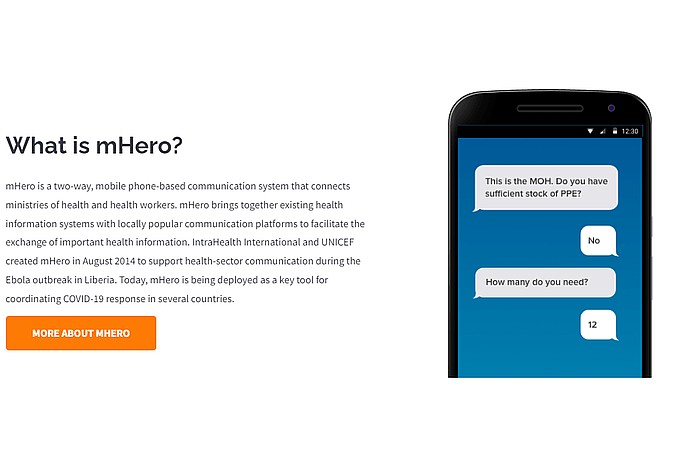 What is mHero?
mHero is a two-way, mobile phone-based communication system that connects
ministries of health and health workers. mHero brings together existing health
information systems with locally popular communication platforms to facilitate the
exchange of important health information. IntraHealth International and UNICEF
created mHero in August 2014 to support health-sector communication during the
Ebola outbreak in Liberia. Today, mHero is being deployed as a key tool for
coordinating COVID-19 response in several countries.
MORE ABOUT MHERO
12:30
This is the MOH. Do you have
sufficient stock of PPE?
No
How many do you need?
12